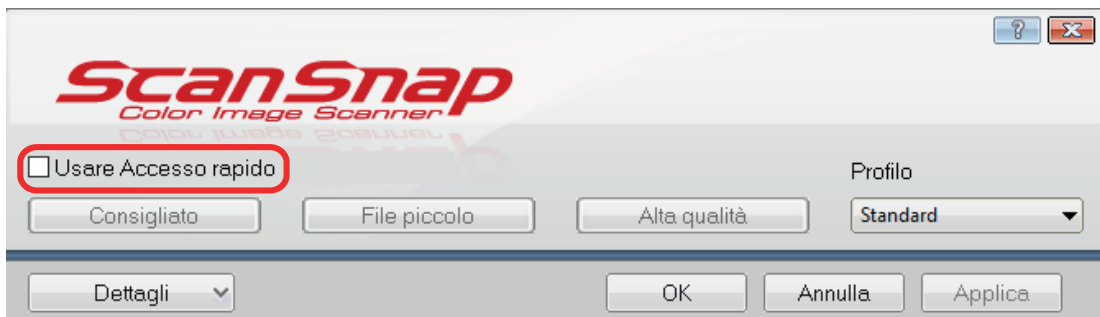 ?
ScanSnap
Color Image Scanner
Usare Accesso rapido
Profilo
Consigliato File piccolo Alta qualità Standard
Dettagli OK Annulla Applica